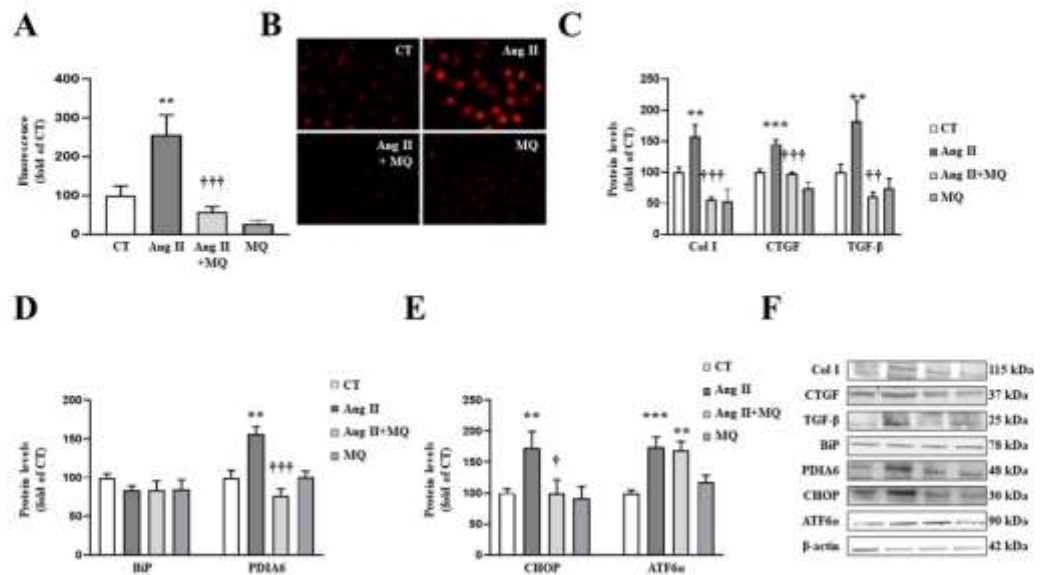 A
Fluorescence
(fold of CT)
400
300
200
100
0
**
†††
CT
Ang II
Ang II
+MQ
MQ
B
CT
Ang II
Ang II
+ MQ
MQ
C
Protein levels
(fold of CT)
250
200
150
100
50
0
**
†††
***
†††
**
††
Col I
CTGF
TGF-β
CT
Ang II
Ang II+MQ
MQ
D
Protein levels
(fold of CT)
200
150
100
50
0
**
†††
BiP
PDIA6
CT
Ang II
Ang II+MQ
MQ
E
Protein levels
(fold of CT)
250
200
150
100
50
0
**
†
***
**
CHOP
ATF6α
CT
Ang II
Ang II+MQ
MQ
F
Col I
115 kDa
CTGF
37 kDa
TGF-β
25 kDa
BiP
78 kDa
PDIA6
48 kDa
CHOP
30 kDa
ATF6α
90 kDa
β-actin
42 kDa